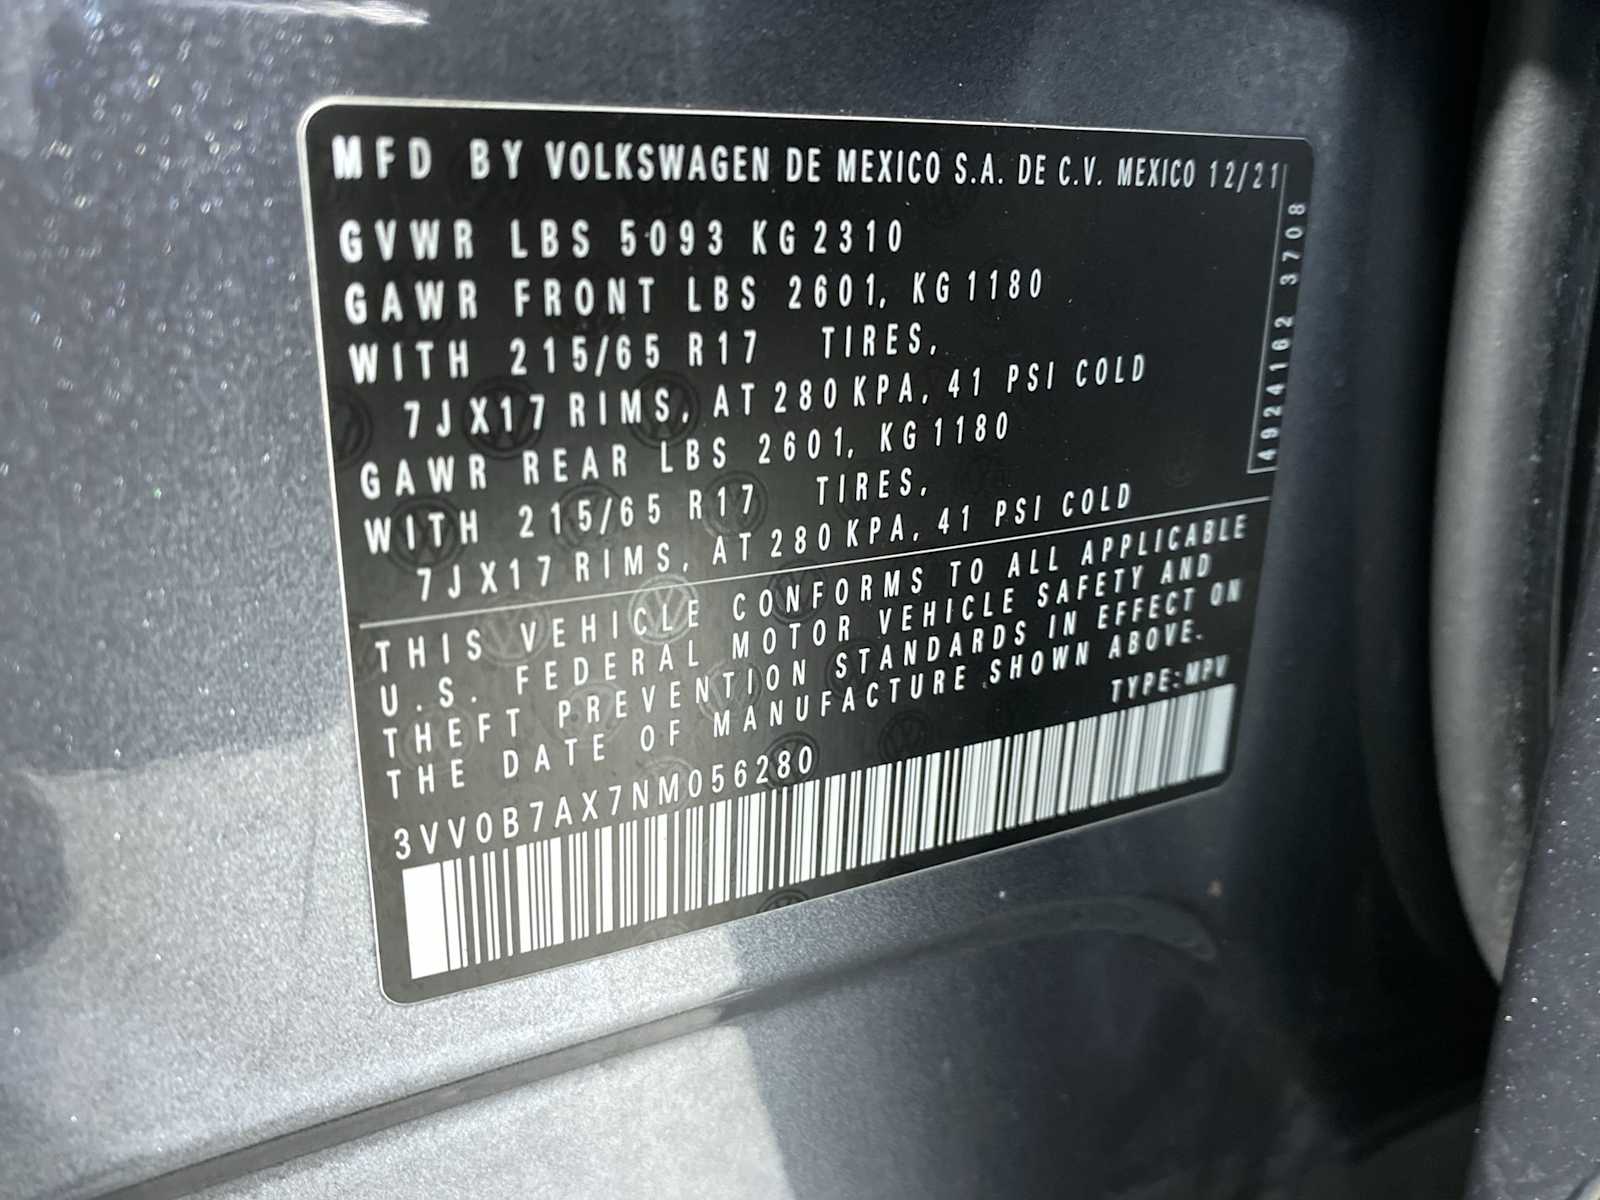 MFD BY VOLKSWAGEN DE MEXICO S.A. DE C.V. MEXICO 12/21
GVWR LBS 5093 KG 2310
GAWR FRONT LBS 2601, KG 1180
WITH 215/65 R17 TIRES,
7JX17 RIMS, AT 280 KPA, 41 PSI COLD
GAWR REAR LBS 2601, KG 1180
WITH 215/65 R17 TIRES,
7JX17 RIMS, AT 280 KPA, 41 PSI COLD
4924162 3708
THIS VEHICLE CONFORMS TO ALL APPLICABLE
U.S. FEDERAL MOTOR VEHICLE SAFETY AND
THEFT PREVENTION STANDARDS IN EFFECT ON
THE DATE OF MANUFACTURE SHOWN ABOVE.
TYPE: MPV
3VV0B7AX7NM056280